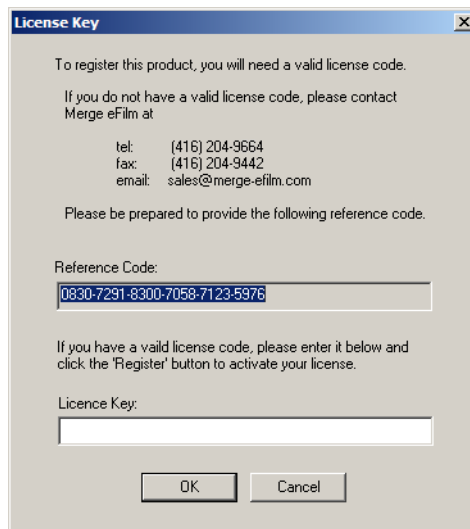 License Key
To register this product, you will need a valid license code.
If you do not have a valid license code, please contact
Merge eFilm at
tel: (416) 204-9664
fax: (416) 204-9442
email: sales@merge-efilm.com
Please be prepared to provide the following reference code.
Reference Code:
0830-7291-8300-7058-7123-5976
If you have a vaild license code, please enter it below and
click the 'Register' button to activate your license.
Licence Key:
OK Cancel